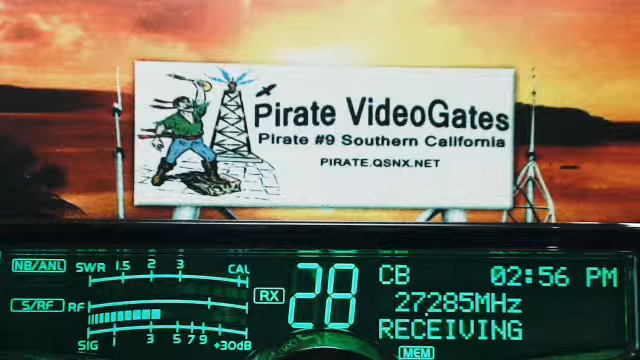 Pirate VideoGates
Pirate #9 Southern California
PIRATE.QSNX.NET
NB/ANL SWR 1.5 2 3 CAL
CB 02:56 PM
S/RF RF RX 28 27285MHz
RECEIVING
SIG 1 3 5 7 9 +30dB
MEM